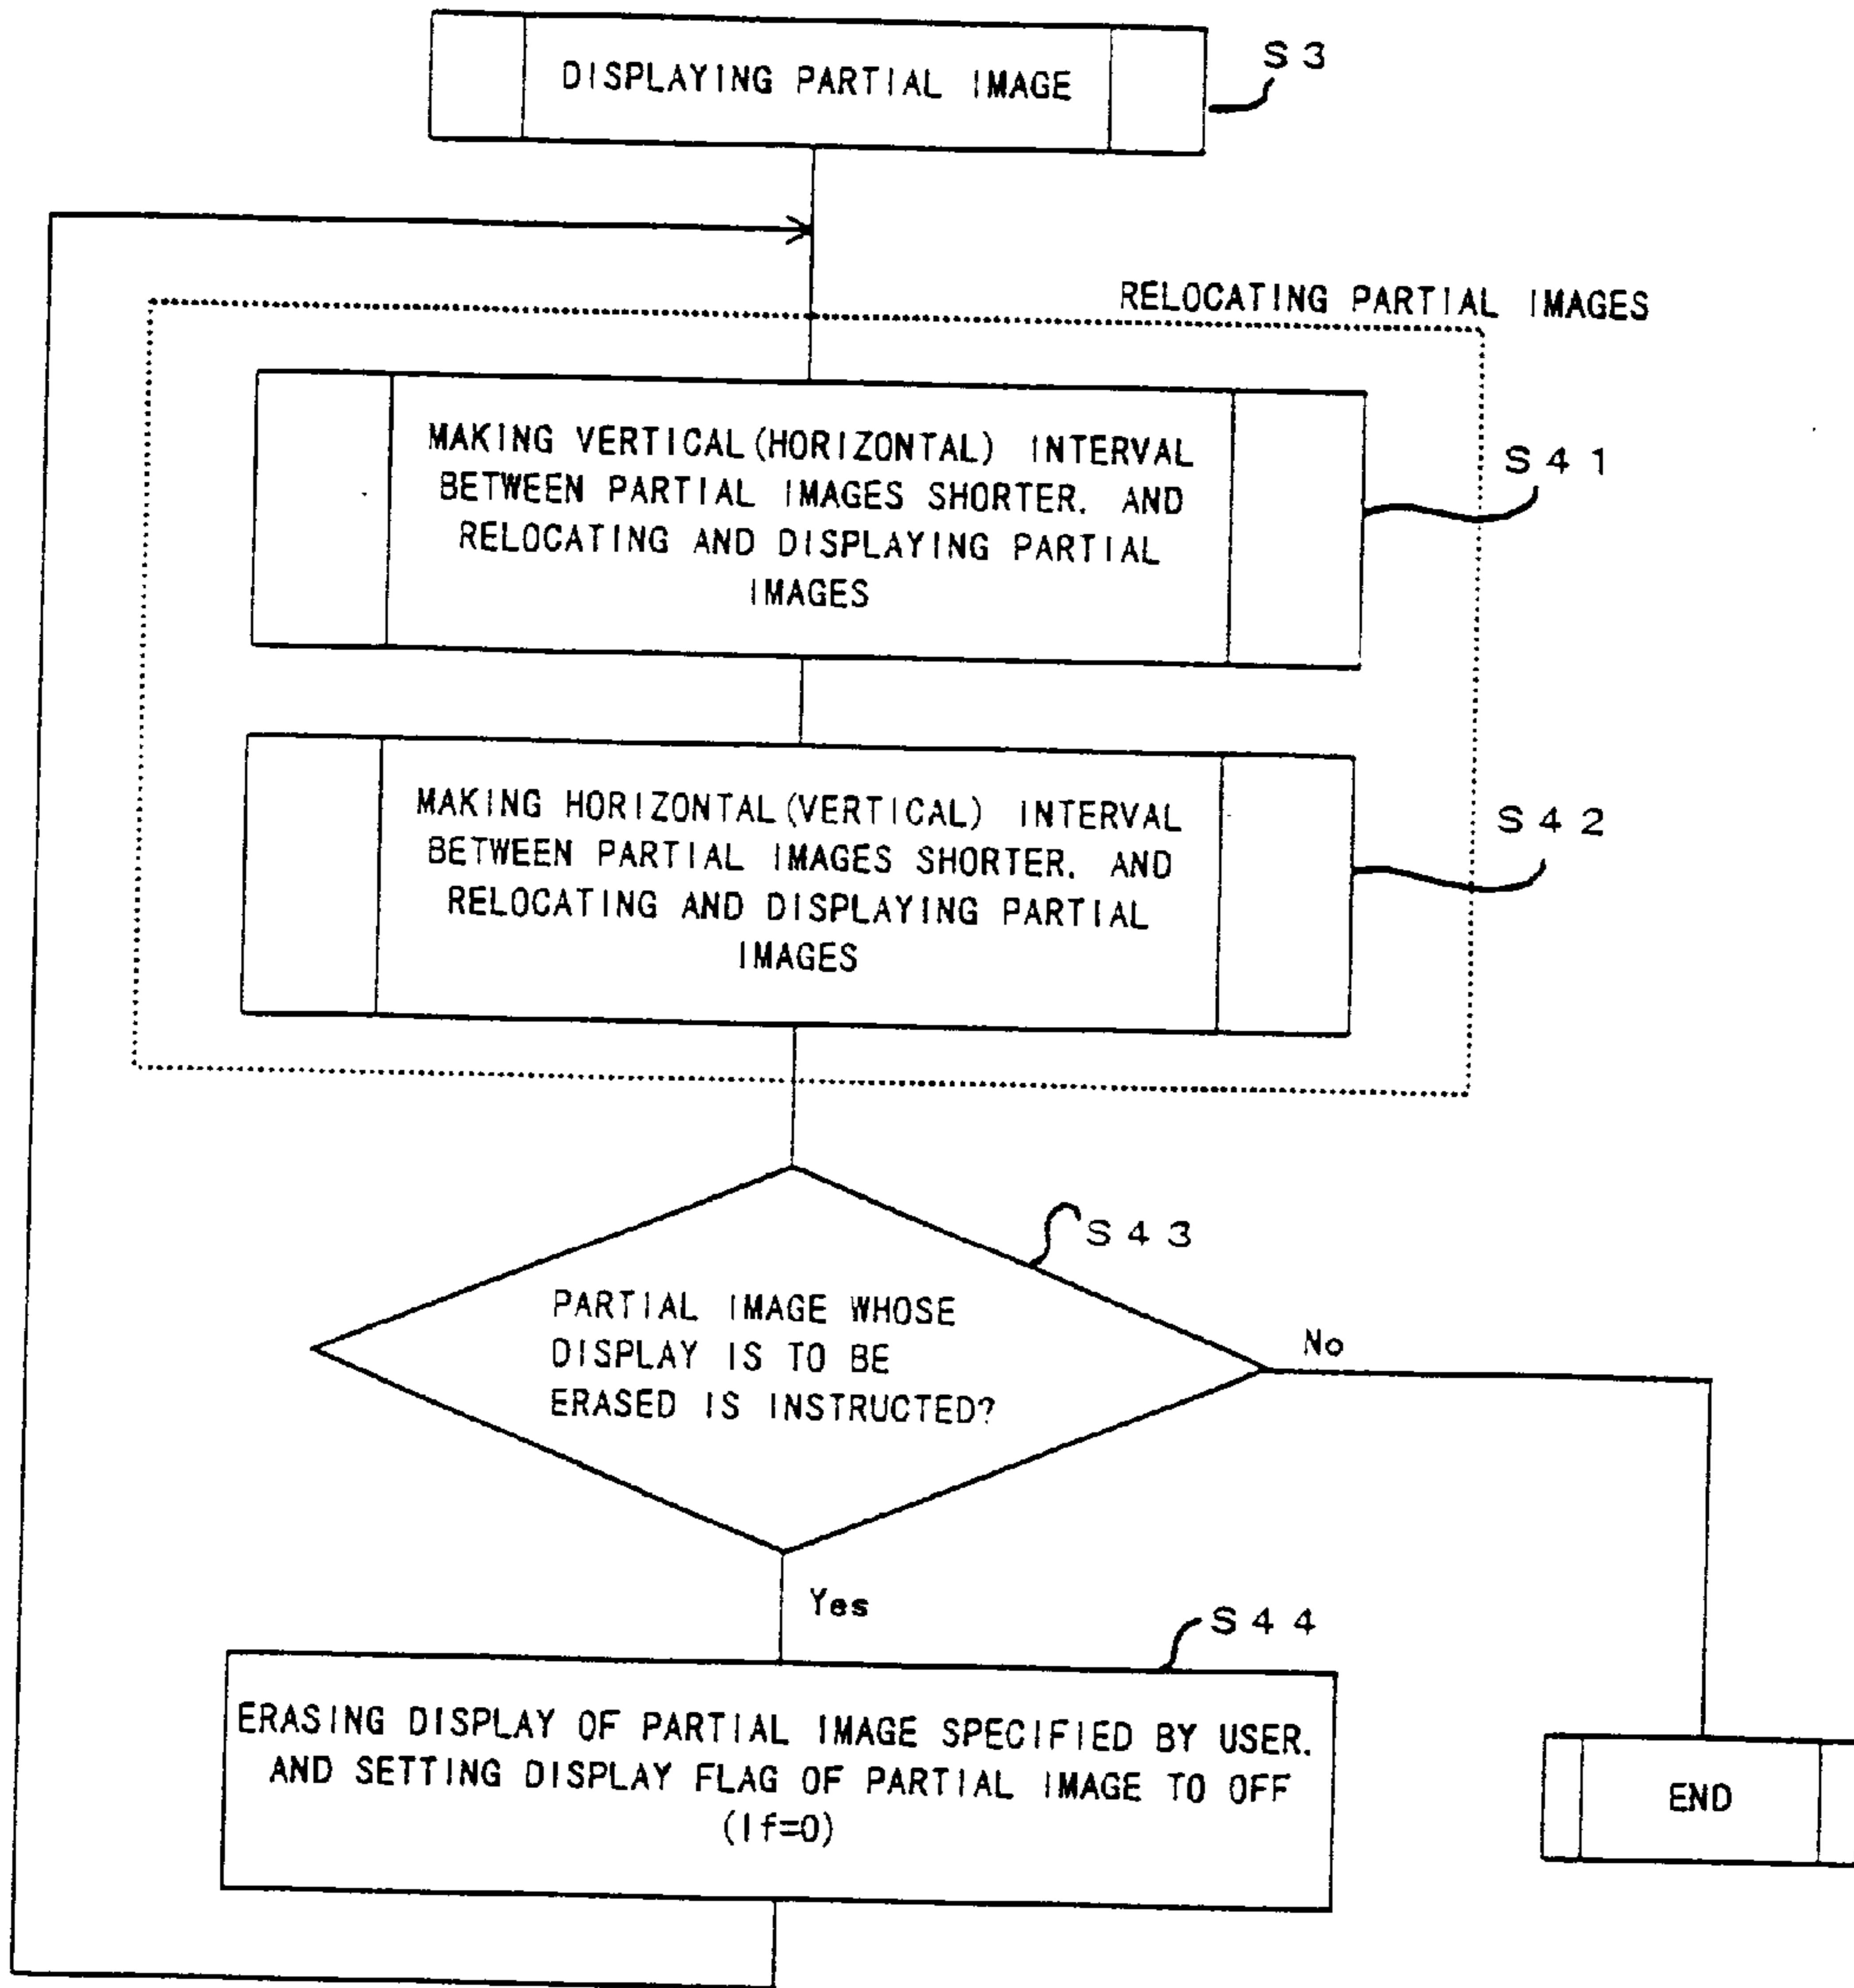 DISPLAYING PARTIAL IMAGE
S3
RELOCATING PARTIAL IMAGES
MAKING VERTICAL(HORIZONTAL) INTERVAL
BETWEEN PARTIAL IMAGES SHORTER. AND
RELOCATING AND DISPLAYING PARTIAL
IMAGES
S41
MAKING HORIZONTAL(VERTICAL) INTERVAL
BETWEEN PARTIAL IMAGES SHORTER. AND
RELOCATING AND DISPLAYING PARTIAL
IMAGES
S42
S43
PARTIAL IMAGE WHOSE
DISPLAY IS TO BE
ERASED IS INSTRUCTED?
No
Yes
S44
ERASING DISPLAY OF PARTIAL IMAGE SPECIFIED BY USER.
AND SETTING DISPLAY FLAG OF PARTIAL IMAGE TO OFF
(If=0)
END